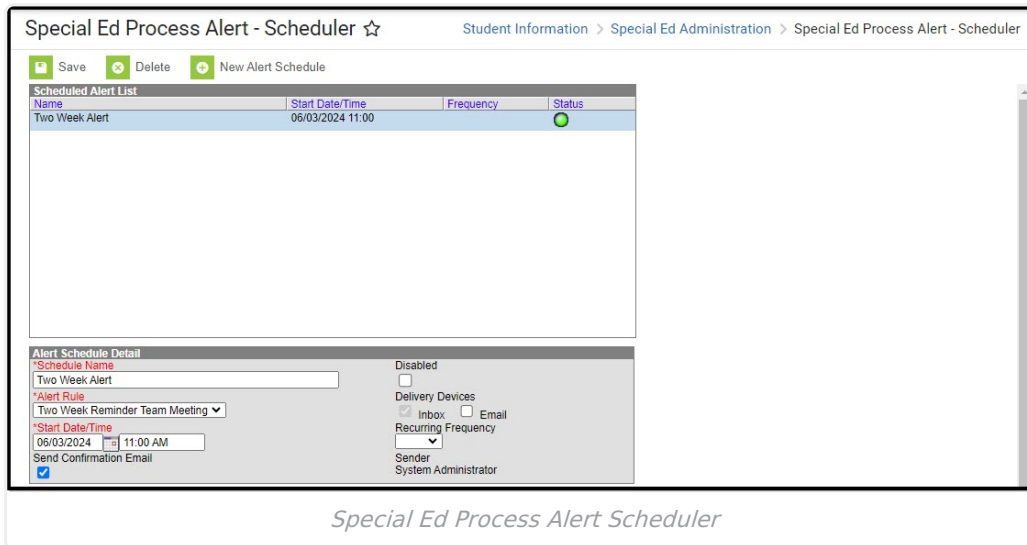 Special Ed Process Alert - Scheduler Student Information > Special Ed Administration > Special Ed Process Alert - Scheduler
Save Delete New Alert Schedule
Scheduled Alert List
Name Start Date/Time Frequency Status
Two Week Alert 06/03/2024 11:00
Alert Schedule Detail
*Schedule Name Disabled
Two Week Alert
*Alert Rule Delivery Devices
Two Week Reminder Team Meeting Inbox Email
*Start Date/Time Recurring Frequency
06/03/2024 11:00 AM
Send Confirmation Email Sender
System Administrator
Special Ed Process Alert Scheduler